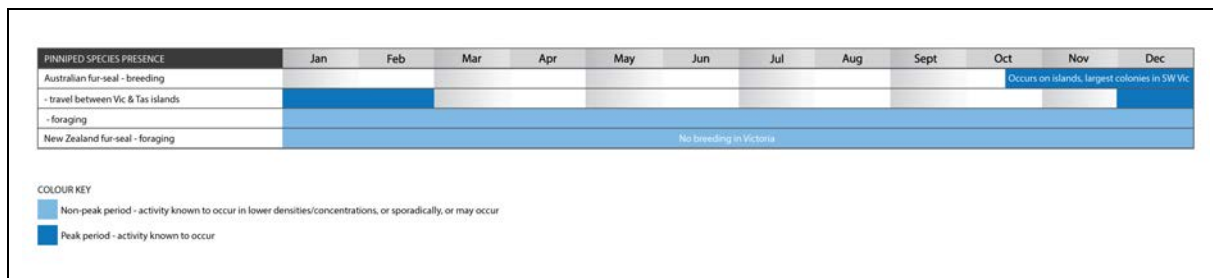 PINNIPED SPECIES PRESENCE Jan Feb Mar Apr May Jun Jul Aug Sept Oct Nov Dec
Australian fur-seal - breeding Occurs on islands, largest colonies in SW Vic
- travel between Vic & Tas islands
- foraging
New Zealand fur-seal - foraging No breeding in Victoria
COLOUR KEY
Non-peak period - activity known to occur in lower densities/concentrations, or sporadically, or may occur
Peak period - activity known to occur